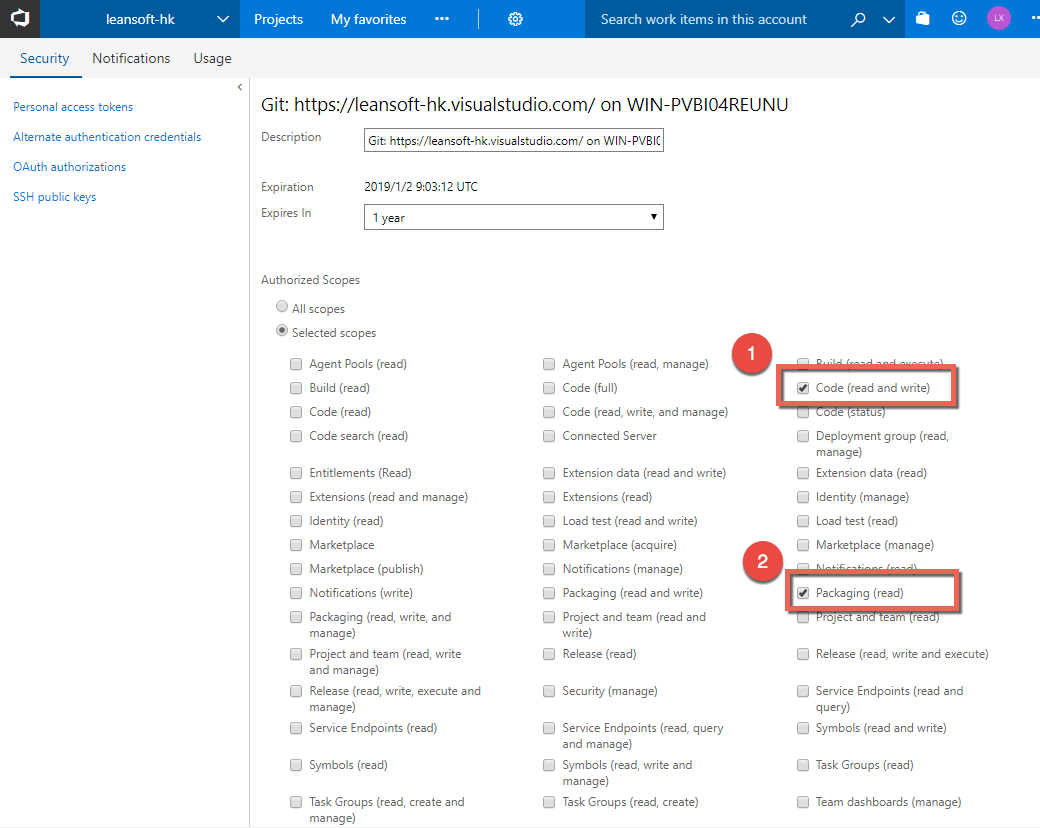 leansoft-hk Projects My favorites ... Search work items in this account LX
Security Notifications Usage
Personal access tokens
Alternate authentication credentials
OAuth authorizations
SSH public keys
Git: https://leansoft-hk.visualstudio.com/ on WIN-PVBI04REUNU
Description Git: https://leansoft-hk.visualstudio.com/ on WIN-PVBI0
Expiration 2019/1/2 9:03:12 UTC
Expires In 1 year
Authorized Scopes
All scopes
Selected scopes
1
Agent Pools (read) Agent Pools (read, manage) Build (read and execute)
Build (read) Code (full) Code (read and write)
Code (read) Code (read, write, and manage) Code (status)
Code search (read) Connected Server Deployment group (read,
manage)
Entitlements (Read) Extension data (read and write) Extension data (read)
Extensions (read and manage) Extensions (read) Identity (manage)
Identity (read) Load test (read and write) Load test (read)
Marketplace Marketplace (acquire) Marketplace (manage)
2
Marketplace (publish) Notifications (manage) Notifications (read)
Notifications (write) Packaging (read and write) Packaging (read)
Packaging (read, write, and Project and team (read and Project and team (read)
manage) write)
Project and team (read, write Release (read) Release (read, write and execute)
and manage)
Release (read, write, execute and Security (manage) Service Endpoints (read and
manage) query)
Service Endpoints (read) Service Endpoints (read, query Symbols (read and write)
and manage)
Symbols (read) Symbols (read, write and Task Groups (read)
manage)
Task Groups (read, create and Task Groups (read, create) Team dashboards (manage)
manage)